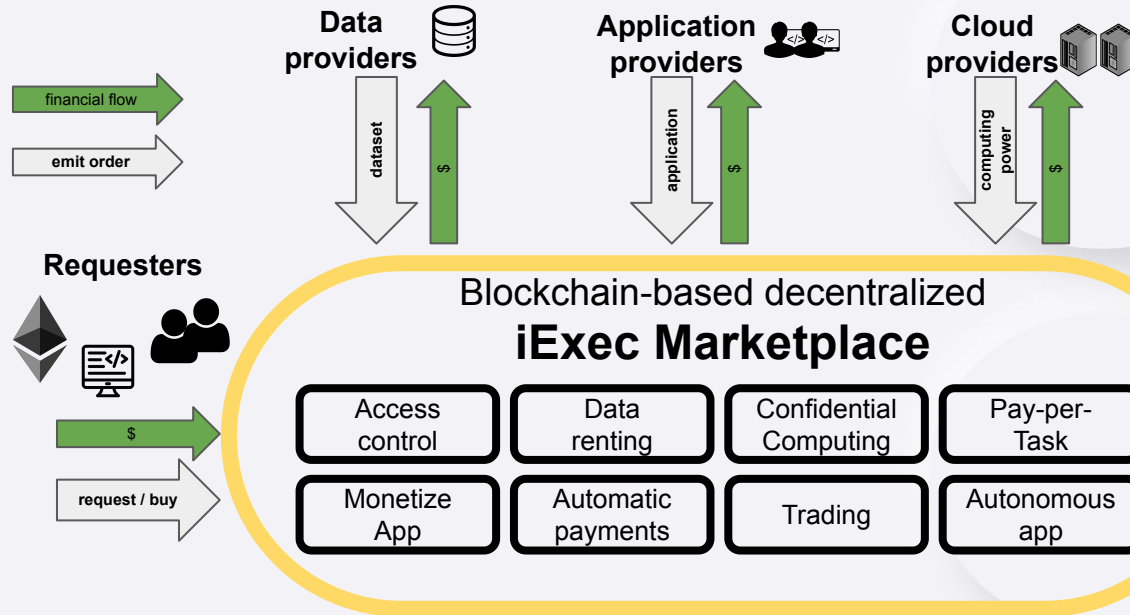 Data
providers
Application
providers
Cloud
providers
financial flow
emit order
dataset
$
application
$
computing
power
$
Requesters
</>
$
request / buy
Blockchain-based decentralized
iExec Marketplace
Access
control
Data
renting
Confidential
Computing
Pay-per-
Task
Monetize
App
Automatic
payments
Trading
Autonomous
app